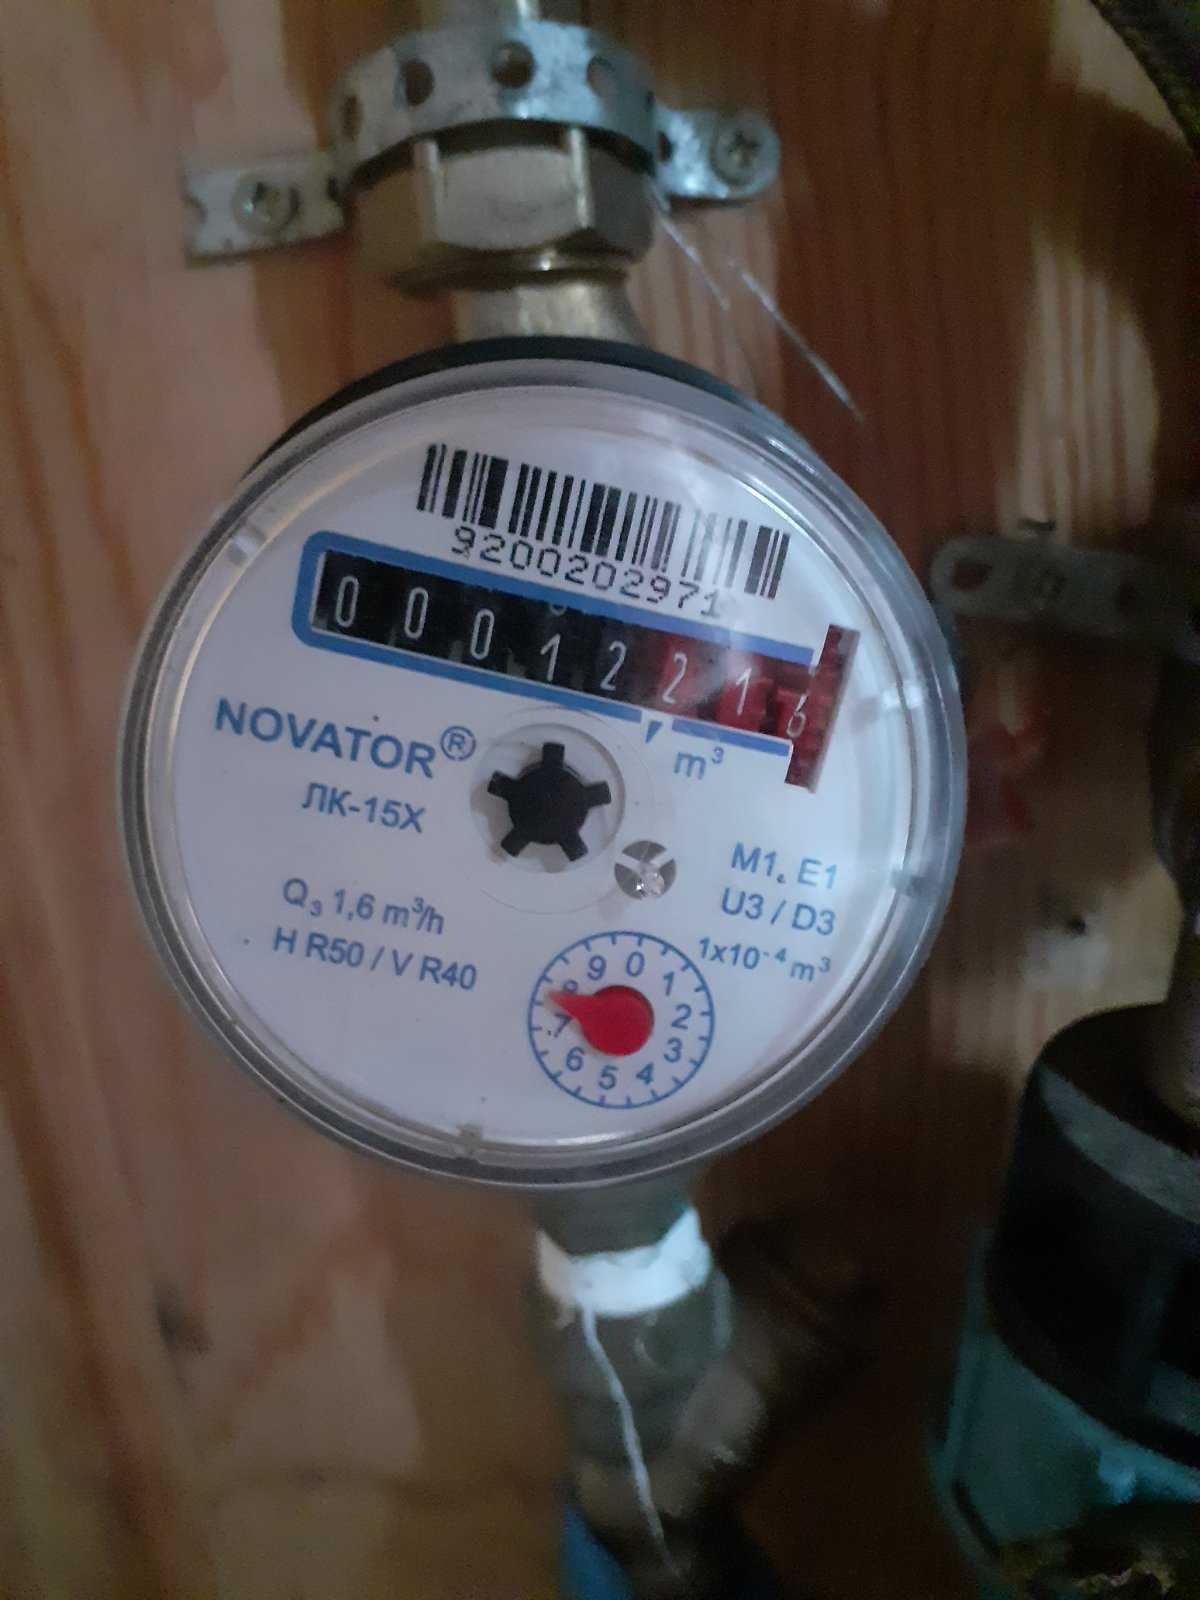 9200202971
00012213
m³
NOVATOR®
ЛК-15Х
Q₃ 1,6 m³/h
H R50 / V R40
M1. E1
U3 / D3
1x10⁻⁴ m³
0 1 2 3 4 5 6 7 8 9